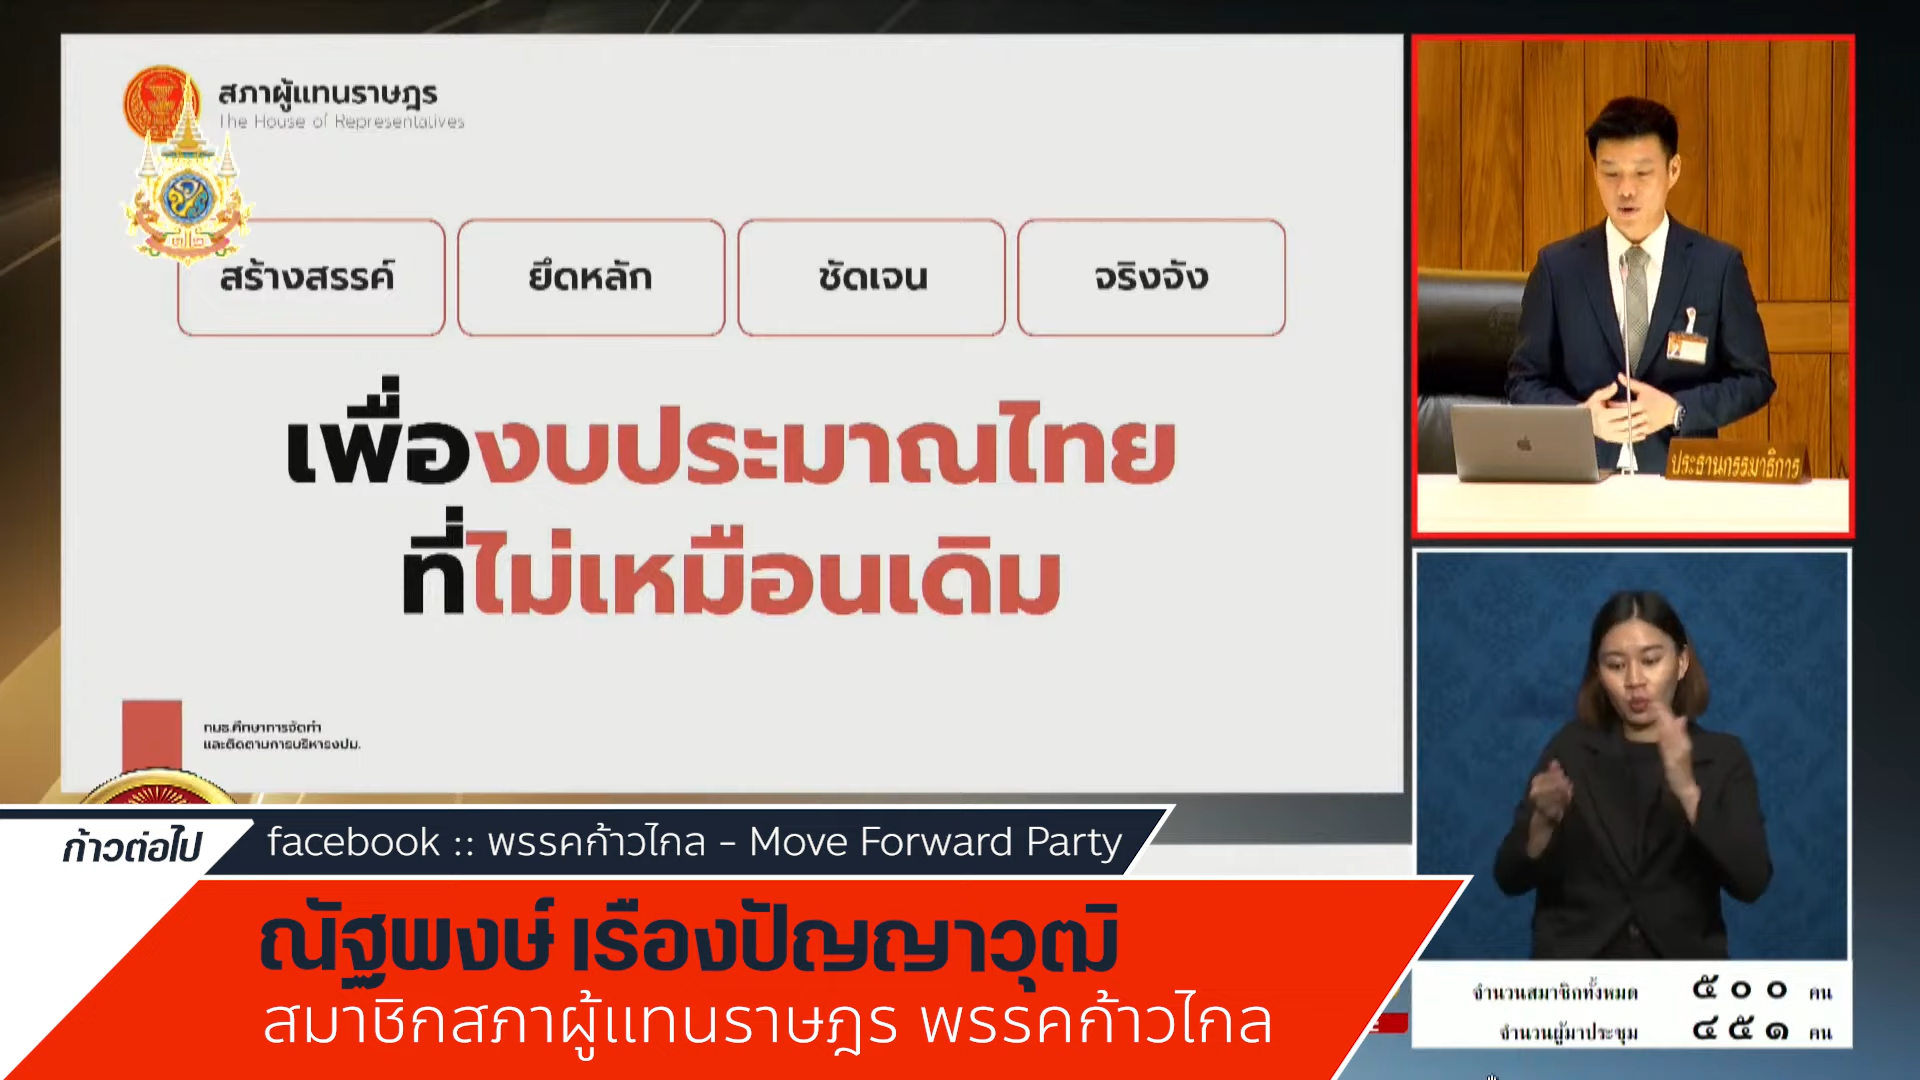 สภาผู้แทนราษฎร
The House of Representatives
สร้างสรรค์
ยึดหลัก
ชัดเจน
จริงจัง
เพื่องบประมาณไทย
ที่ไม่เหมือนเดิม
กมธ.ศึกษาการจัดทำ
และติดตามการบริหารงปม.
ประธานกรรมาธิการ
ก้าวต่อไป
facebook :: พรรคก้าวไกล - Move Forward Party
ณัฐพงษ์ เรืองปัญญาวุฒิ
สมาชิกสภาผู้แทนราษฎร พรรคก้าวไกล
จำนวนสมาชิกทั้งหมด ๕๐๐ คน
จำนวนผู้มาประชุม ๔๕๑ คน